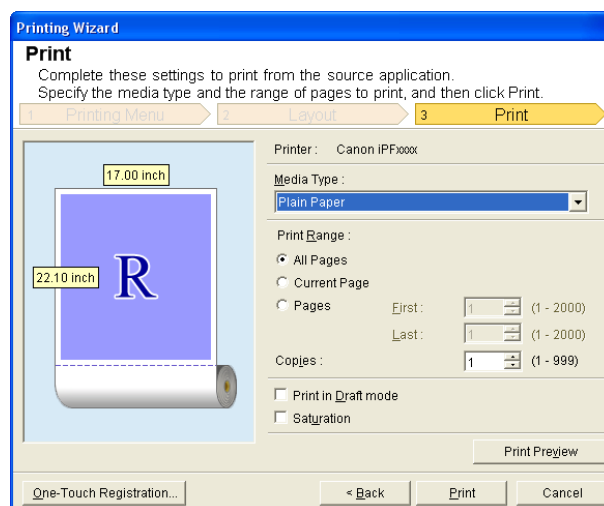 Printing Wizard
Print
Complete these settings to print from the source application.
Specify the media type and the range of pages to print, and then click Print.
1 Printing Menu 2 Layout 3 Print
Printer : Canon iPFxxxx
17.00 inch
Media Type :
Plain Paper
Print Range :
All Pages
22.10 inch
R
Current Page
Pages First : 1 (1 - 2000)
Last : 1 (1 - 2000)
Copies : 1 (1 - 999)
Print in Draft mode
Saturation
Print Preview
One-Touch Registration... < Back Print Cancel